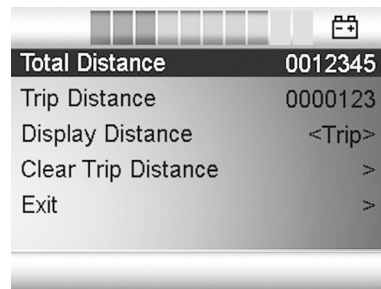 Total Distance 0012345
Trip Distance 0000123
Display Distance <Trip>
Clear Trip Distance >
Exit >